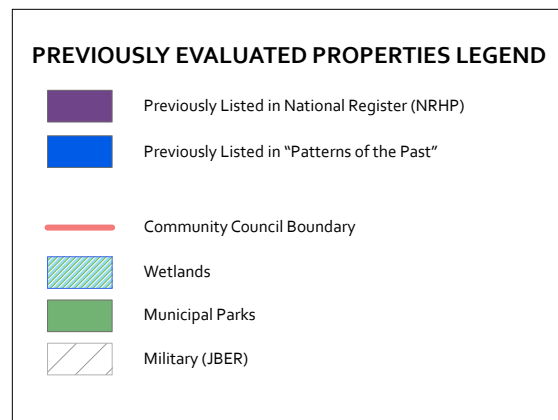 PREVIOUSLY EVALUATED PROPERTIES LEGEND
Previously Listed in National Register (NRHP)
Previously Listed in “Patterns of the Past”
Community Council Boundary
Wetlands
Municipal Parks
Military (JBER)